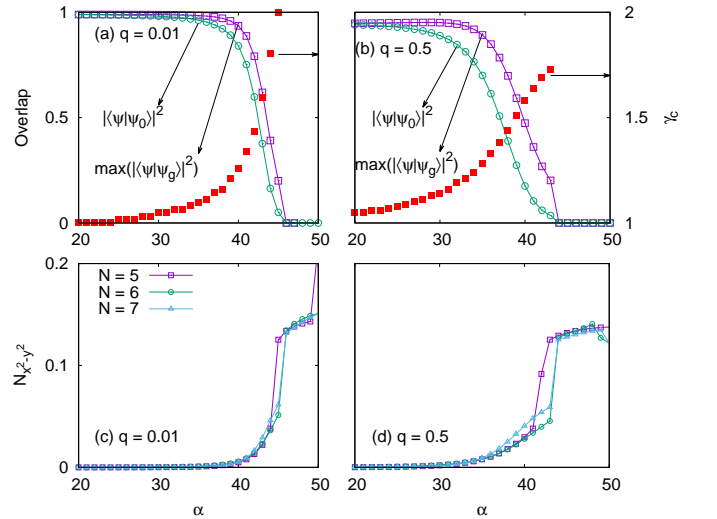 (a) q = 0.01
(b) q = 0.5
Overlap
γc
1
0.5
0
2
1.5
1
|⟨ψ|ψ0⟩|2
max(|⟨ψ|ψg⟩|2)
|⟨ψ|ψ0⟩|2
max(|⟨ψ|ψg⟩|2)
20 30 40 50
20 30 40 50
0.2
0.1
0
Nx2-y2
N = 5
N = 6
N = 7
(c) q = 0.01
(d) q = 0.5
20 30 40 50
20 30 40 50
α
α